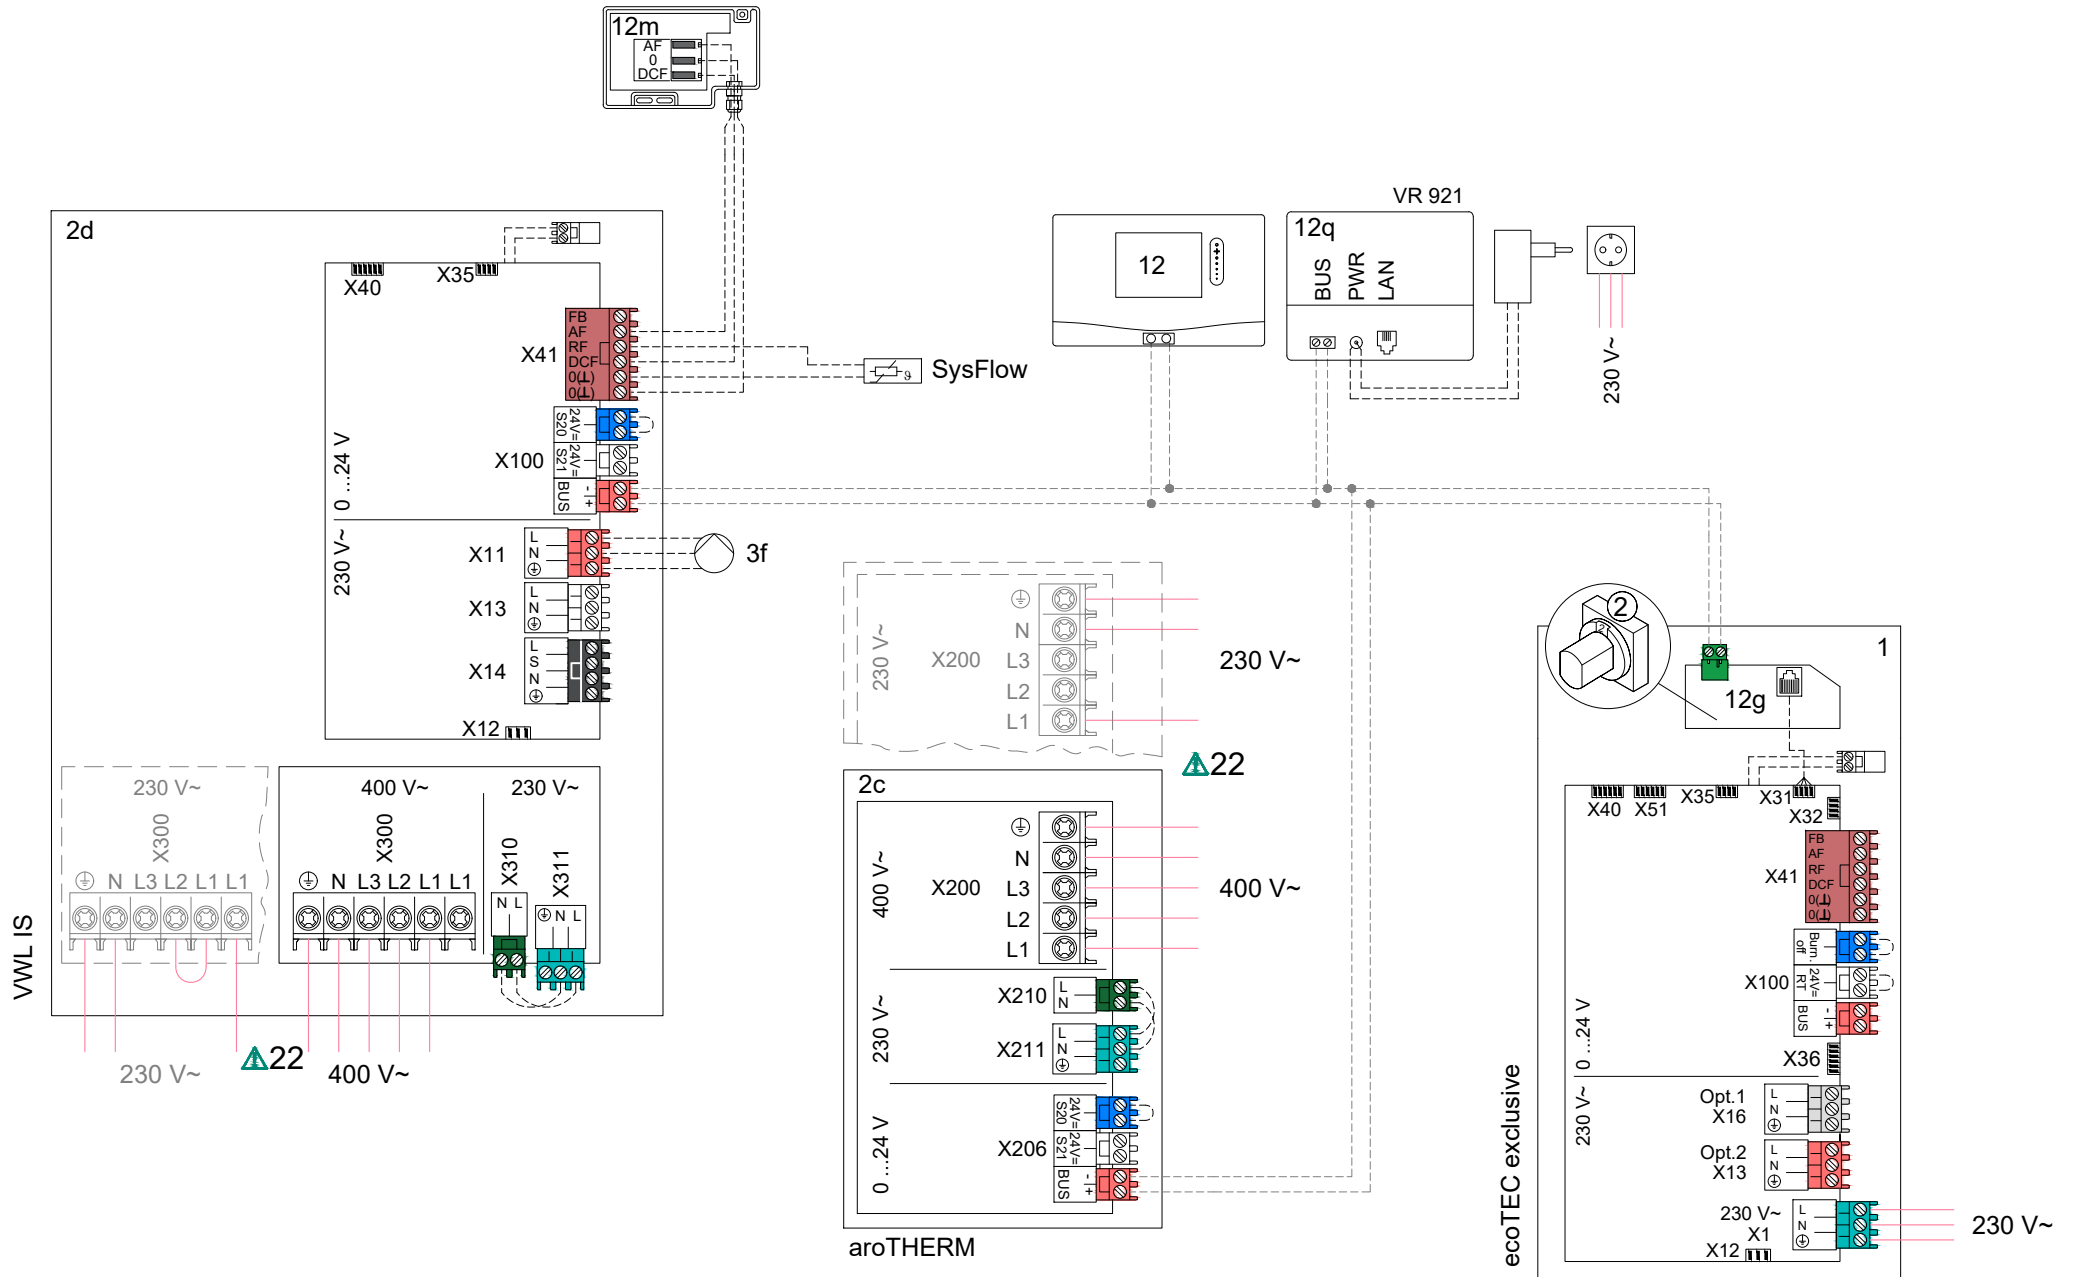 12m
AF
0
DCF
VR 921
2d
12
12q
BUS
PWR
LAN
230 V~
X40
X35
X41
FB
AF
RF
DCF
0(⊥)
0(⊥)
SysFlow
0 ...24 V
X100
24V=
S20
24V=
S21
BUS
-
+
230 V~
X11
L
N
3f
X13
L
N
X14
L
S
N
X12
230 V~
X300
N L3 L2 L1 L1
400 V~
X300
N L3 L2 L1 L1
230 V~
X310
N L
X311
N L
VWL IS
230 V~
22
400 V~
230 V~
X200
N
L3
L2
L1
230 V~
22
2c
400 V~
X200
N
L3
L2
L1
400 V~
230 V~
X210
L
N
X211
L
N
0 ...24 V
X206
24V=
S20
24V=
S21
BUS
-
+
aroTHERM
2
2
1
12g
X40
X51
X35
X31
X32
X41
FB
AF
RF
DCF
0(⊥)
0(⊥)
X100
Burn.
off
24V=
RT
BUS
-
+
0 ...24 V
X36
230 V~
Opt.1
X16
L
N
Opt.2
X13
L
N
230 V~
X1
L
N
X12
230 V~
ecoTEC exclusive